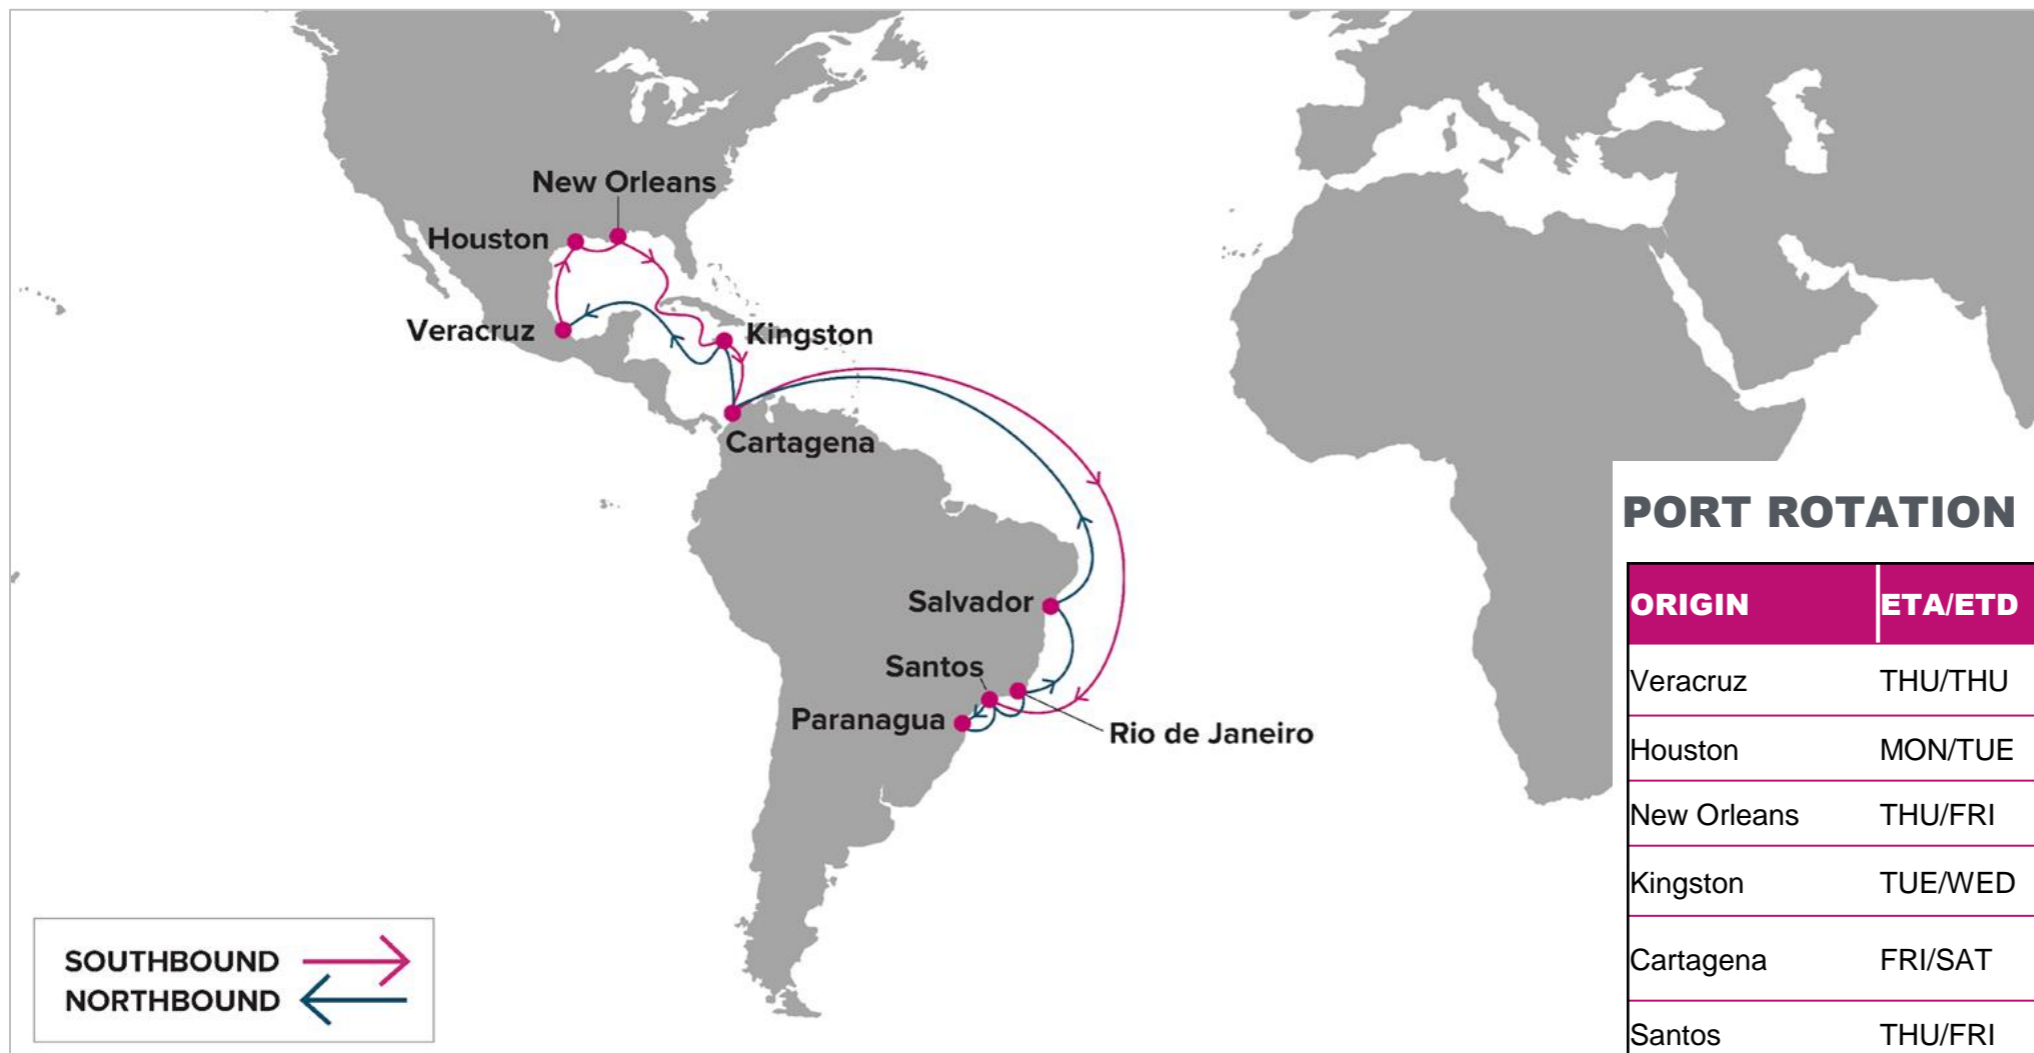 New Orleans
Houston
Veracruz
Kingston
Cartagena
Salvador
Santos
Paranagua
Rio de Janeiro
SOUTHBOUND
NORTHBOUND
PORT ROTATION
ORIGIN ETA/ETD
Veracruz THU/THU
Houston MON/TUE
New Orleans THU/FRI
Kingston TUE/WED
Cartagena FRI/SAT
Santos THU/FRI